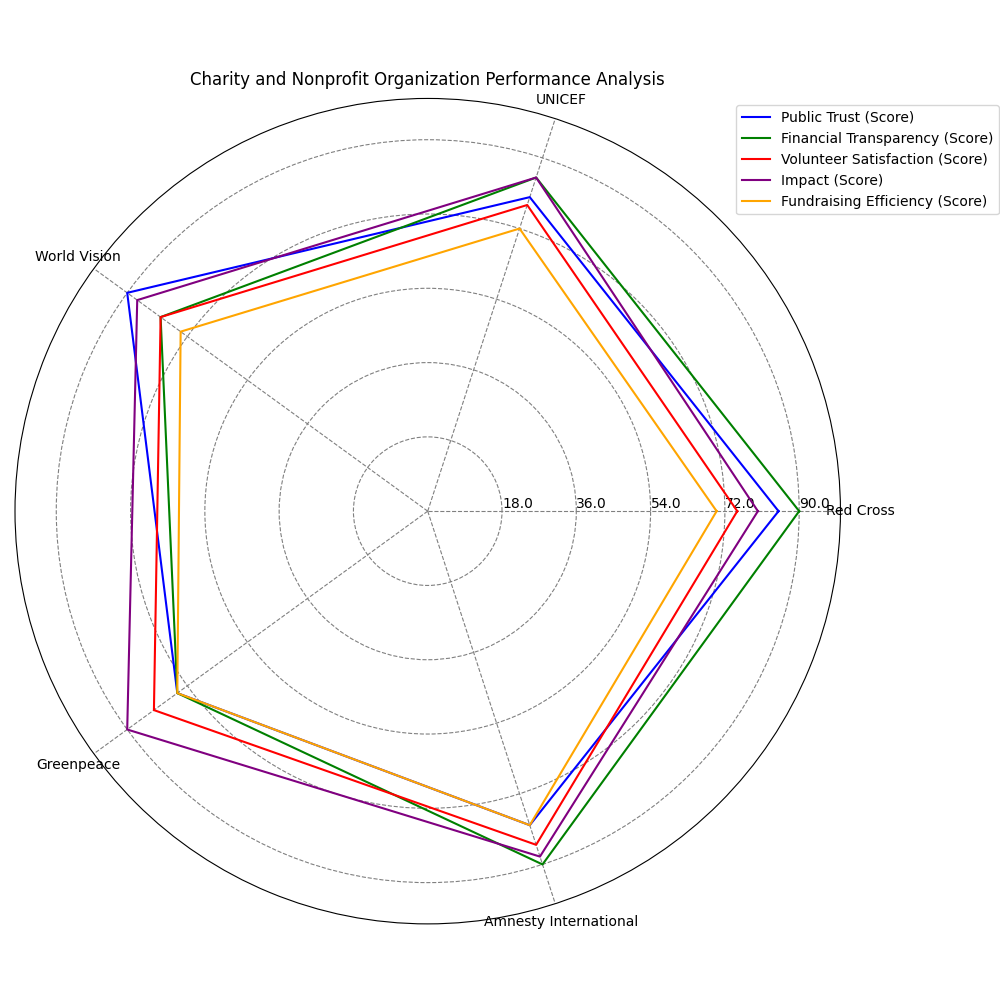 Charity and Nonprofit Organization Performance Analysis
UNICEF
Public Trust (Score)
Financial Transparency (Score)
Volunteer Satisfaction (Score)
Impact (Score)
Fundraising Efficiency (Score)
World Vision
18.0
36.0
54.0
72.0
90.0
Red Cross
Greenpeace
Amnesty International